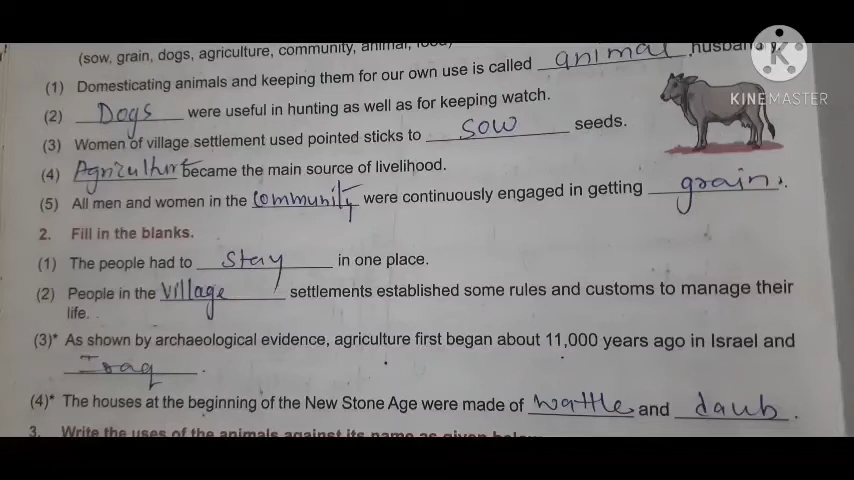 (sow, grain, dogs, agriculture, community, animal, food)
(1) Domesticating animals and keeping them for our own use is called animal husbandry.
(2) Dogs were useful in hunting as well as for keeping watch.
(3) Women of village settlement used pointed sticks to sow seeds.
(4) Agriculture became the main source of livelihood.
(5) All men and women in the community were continuously engaged in getting grain.
2. Fill in the blanks.
(1) The people had to stay in one place.
(2) People in the village settlements established some rules and customs to manage their
life.
(3)* As shown by archaeological evidence, agriculture first began about 11,000 years ago in Israel and
Iraq.
(4)* The houses at the beginning of the New Stone Age were made of wattle and daub.
3. Write the uses of the animals against its name as given below
KINEMASTER